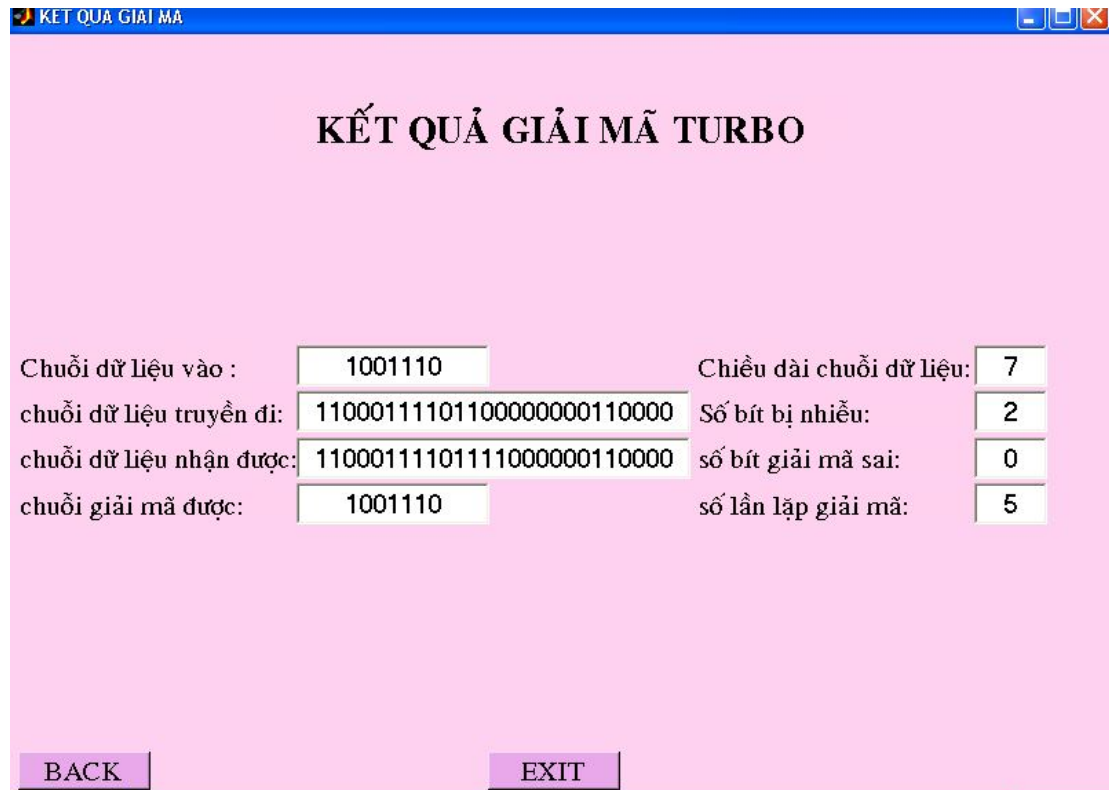 KET QUA GIAI MA
KẾT QUẢ GIẢI MÃ TURBO
Chuỗi dữ liệu vào : 1001110 Chiều dài chuỗi dữ liệu: 7
chuỗi dữ liệu truyền đi: 110001111011000000000110000 Số bít bị nhiễu: 2
chuỗi dữ liệu nhận được: 110001111011110000000110000 số bít giải mã sai: 0
chuỗi giải mã được: 1001110 số lần lặp giải mã: 5
BACK EXIT